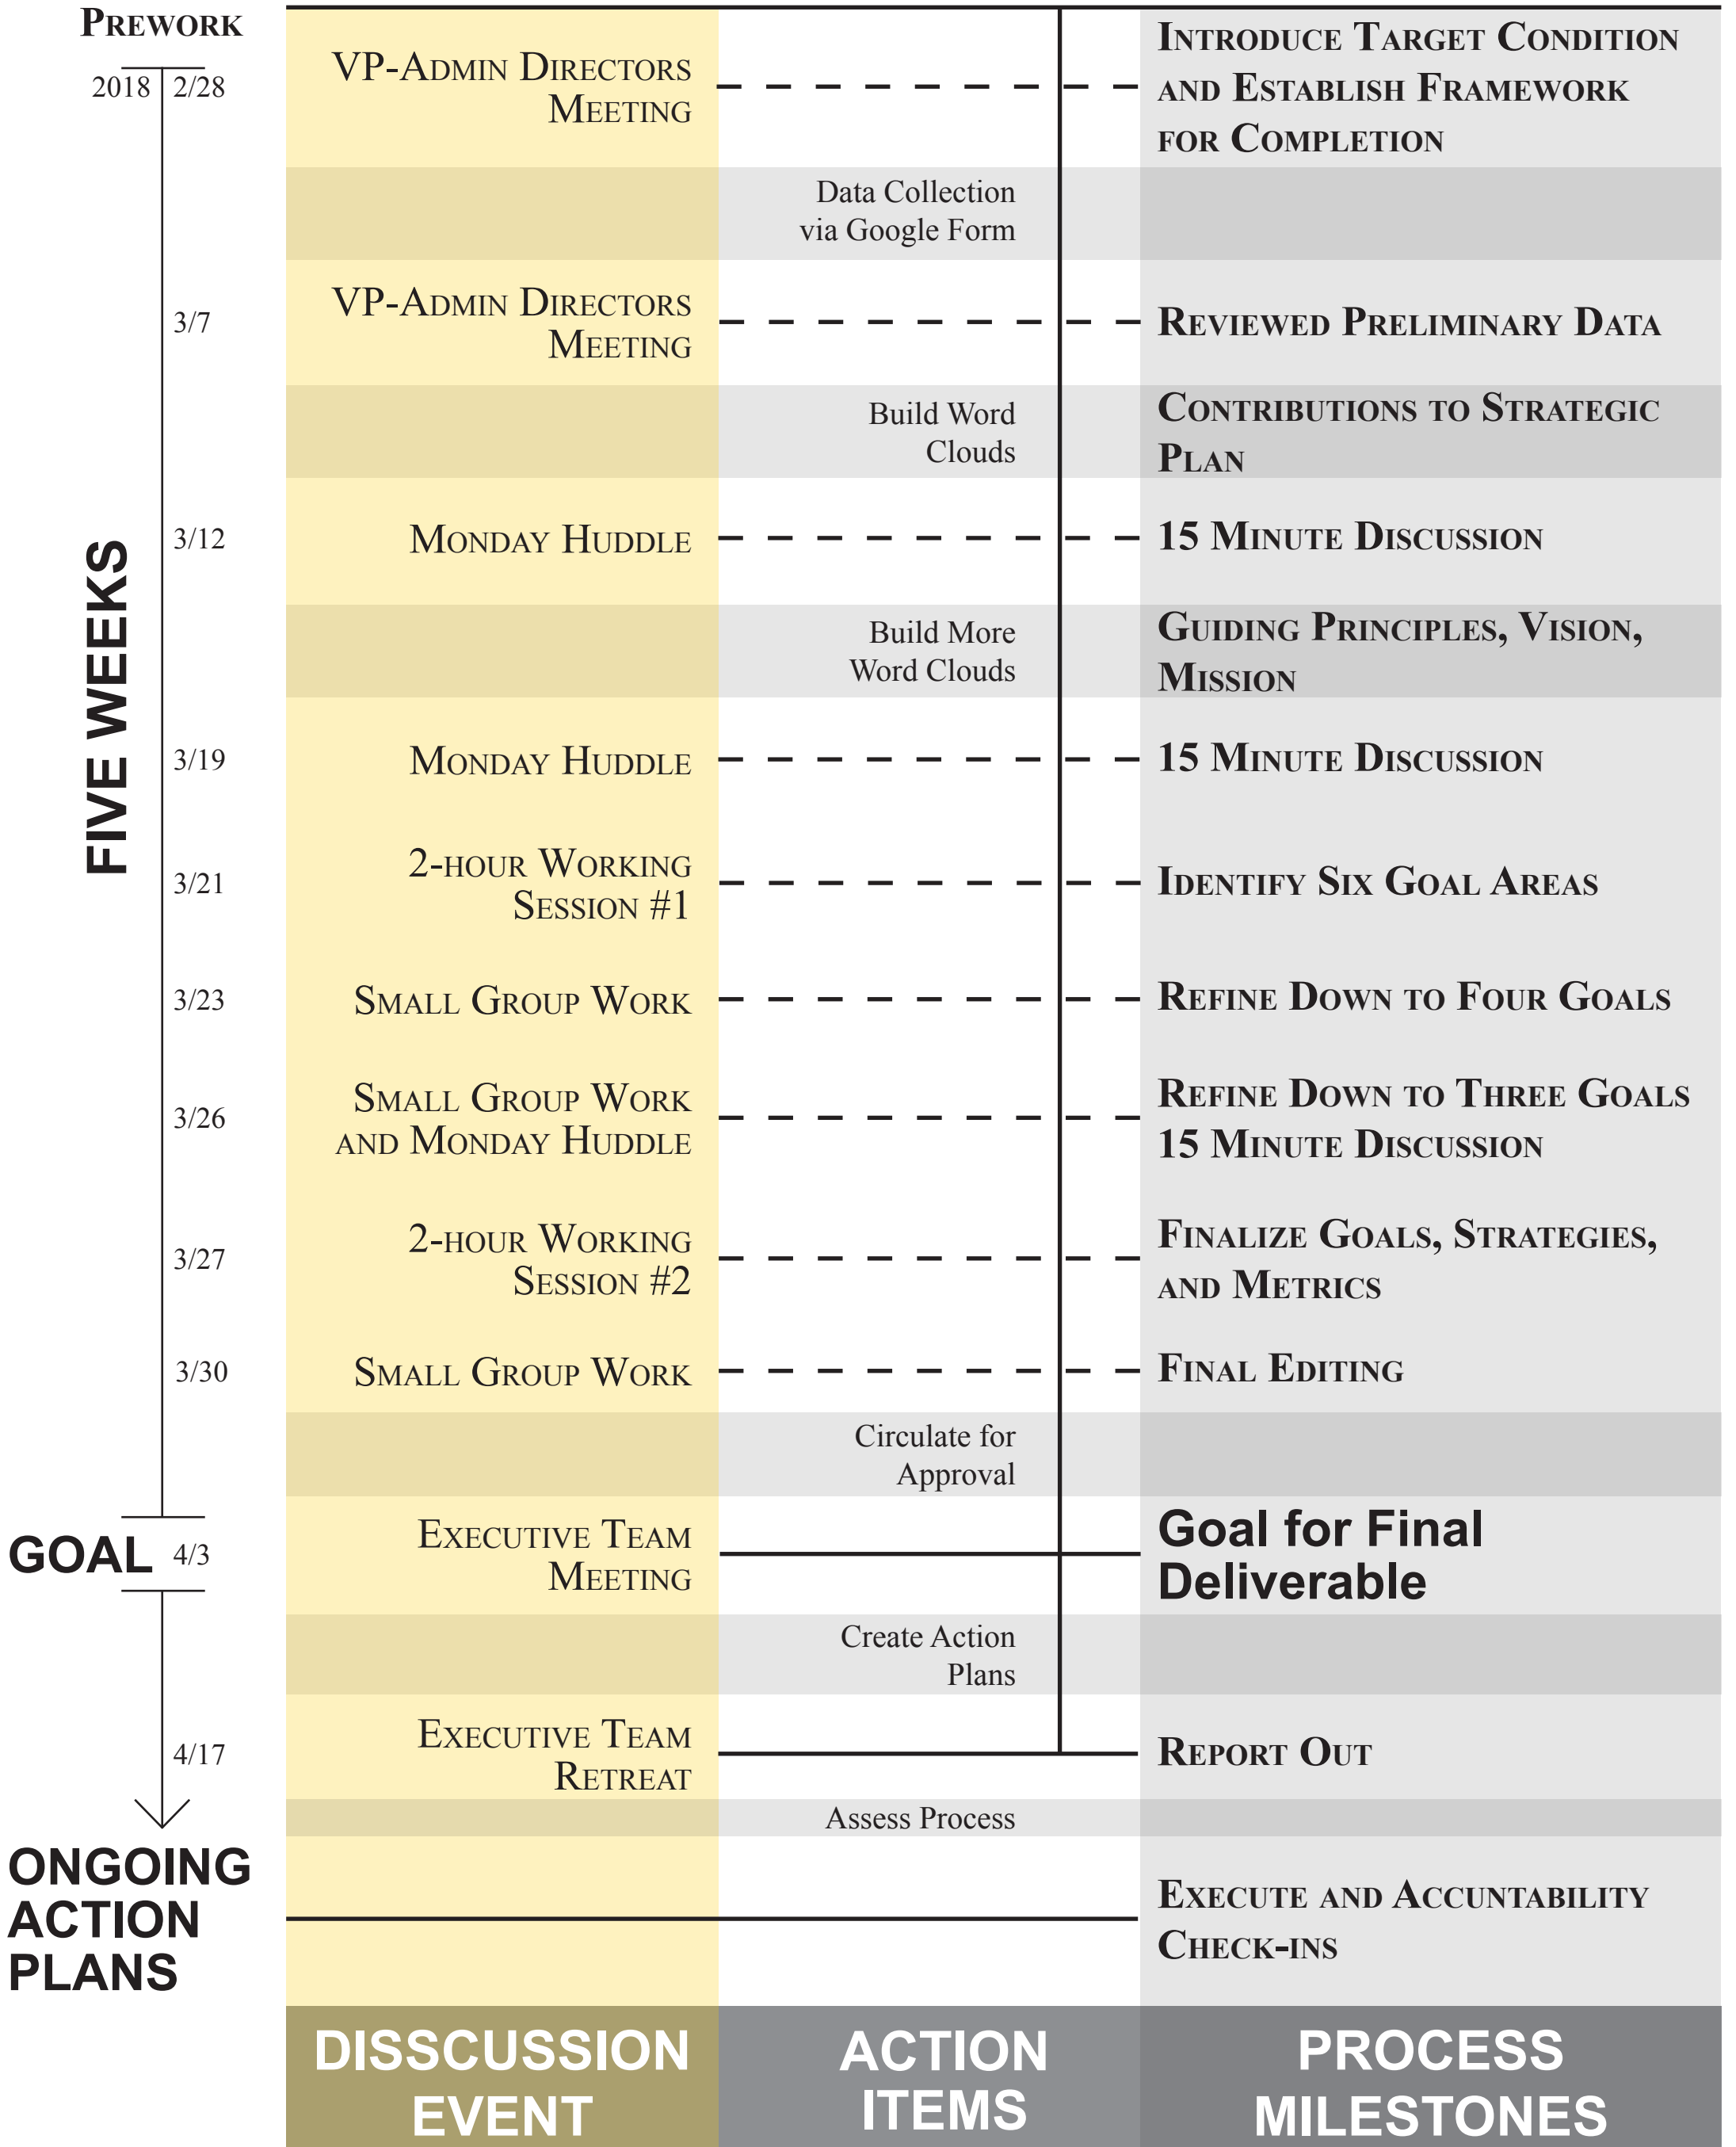 Prework
2018 2/28
VP-Admin Directors
Meeting
Introduce Target Condition
and Establish Framework
for Completion
Data Collection
via Google Form
3/7
VP-Admin Directors
Meeting
Reviewed Preliminary Data
Build Word
Clouds
Contributions to Strategic
Plan
FIVE WEEKS
3/12
Monday Huddle
15 Minute Discussion
Build More
Word Clouds
Guiding Principles, Vision,
Mission
3/19
Monday Huddle
15 Minute Discussion
3/21
2-hour Working
Session #1
Identify Six Goal Areas
3/23
Small Group Work
Refine Down to Four Goals
3/26
Small Group Work
and Monday Huddle
Refine Down to Three Goals
15 Minute Discussion
3/27
2-hour Working
Session #2
Finalize Goals, Strategies,
and Metrics
3/30
Small Group Work
Final Editing
Circulate for
Approval
GOAL 4/3
Executive Team
Meeting
Goal for Final
Deliverable
Create Action
Plans
4/17
Executive Team
Retreat
Report Out
Assess Process
ONGOING
ACTION
PLANS
Execute and Accuntability
Check-ins
DISSCUSSION
EVENT
ACTION
ITEMS
PROCESS
MILESTONES